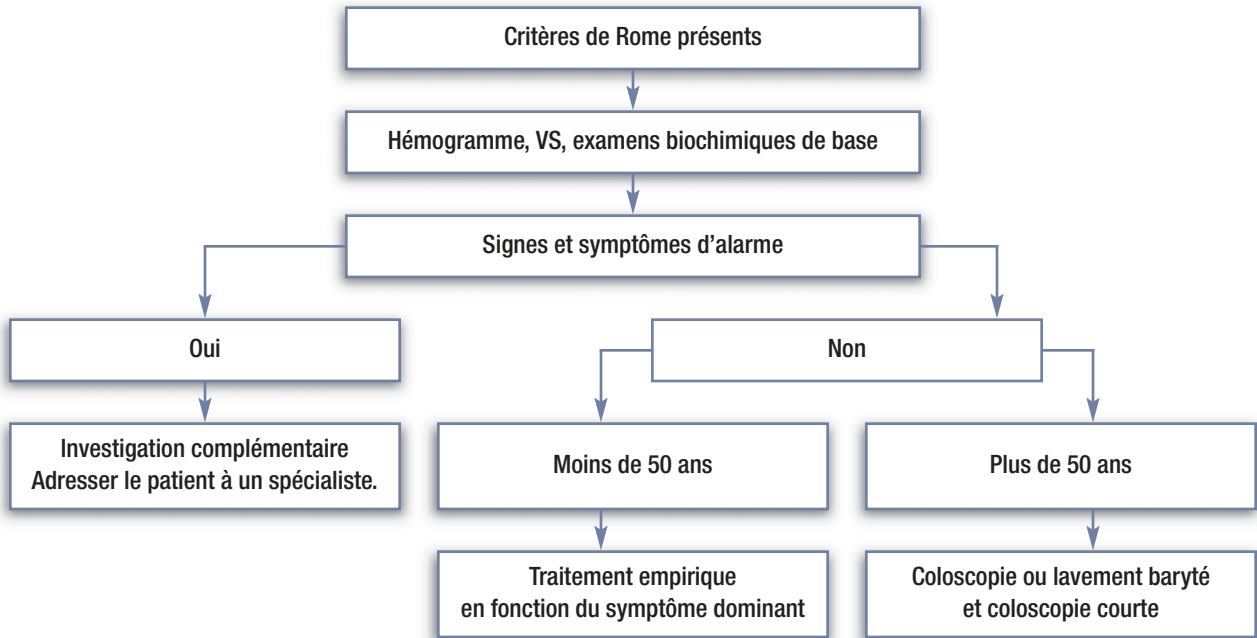 Critères de Rome présents
Hémogramme, VS, examens biochimiques de base
Signes et symptômes d'alarme
Oui
Non
Investigation complémentaire
Adresser le patient à un spécialiste.
Moins de 50 ans
Plus de 50 ans
Traitement empirique
en fonction du symptôme dominant
Coloscopie ou lavement baryté
et coloscopie courte